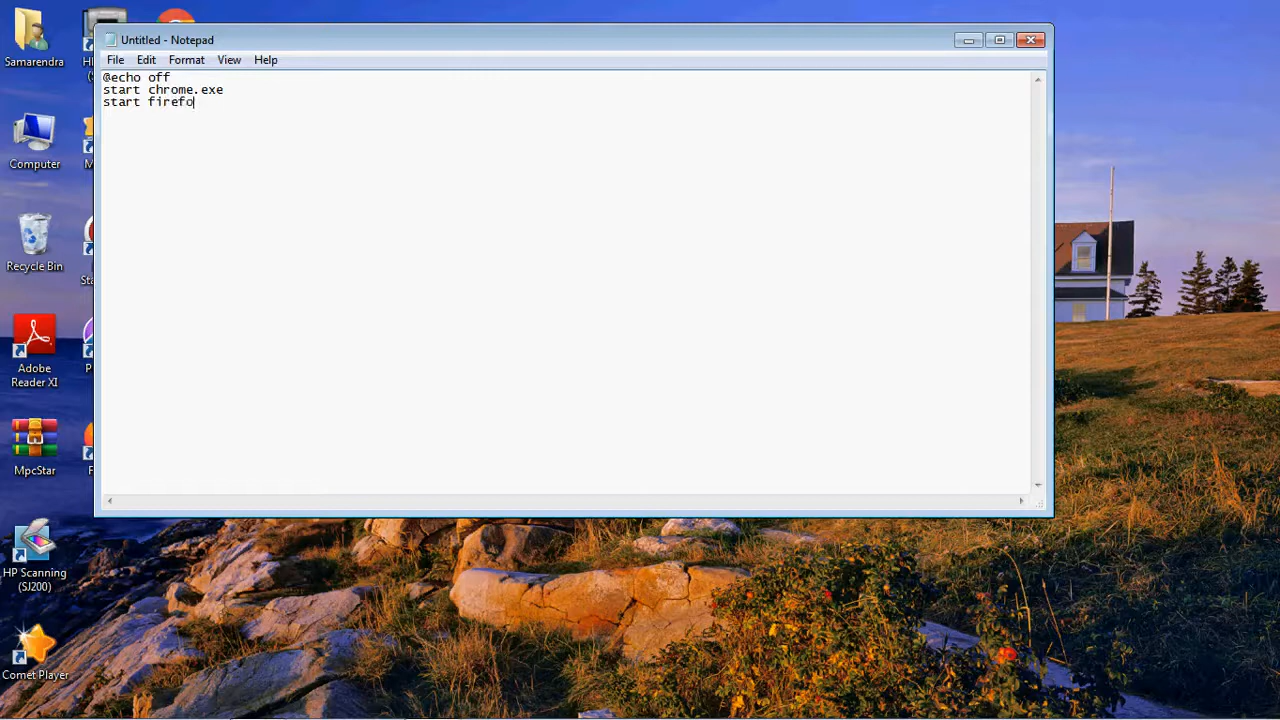 Untitled - Notepad
File Edit Format View Help
@echo off
start chrome.exe
start firefo
Samarendra
Computer
Recycle Bin
Adobe
Reader XI
MpcStar
HP Scanning
(SJ200)
Comet Player